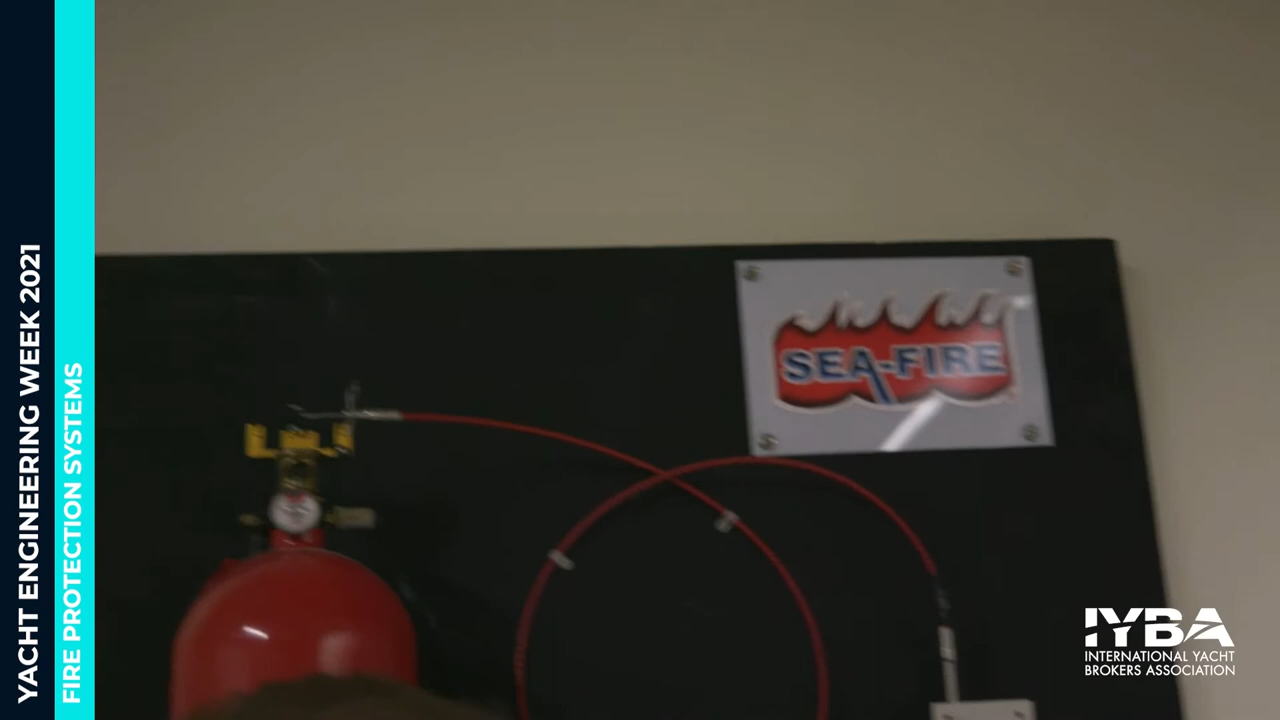 YACHT ENGINEERING WEEK 2021
FIRE PROTECTION SYSTEMS
SEA-FIRE
IYBA
INTERNATIONAL YACHT
BROKERS ASSOCIATION